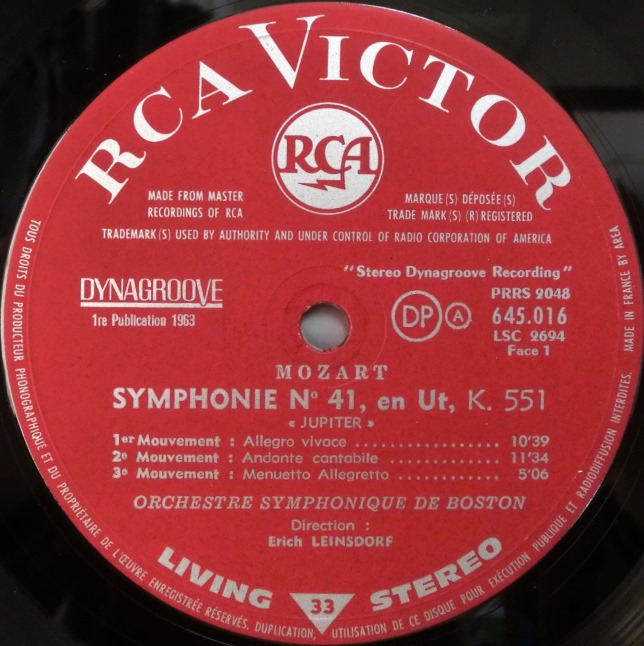 RCA VICTOR
RCA
MADE FROM MASTER
RECORDINGS OF RCA
MARQUE(S) DÉPOSÉE(S)
TRADE MARK(S) (R) REGISTERED
TRADEMARK(S) USED BY AUTHORITY AND UNDER CONTROL OF RADIO CORPORATION OF AMERICA
DYNAGROOVE
1re Publication 1963
"Stereo Dynagroove Recording"
PRRS 2048
DP A 645.016
LSC 2694
Face 1
MOZART
SYMPHONIE Nº 41, en Ut, K. 551
« JUPITER »
1er Mouvement : Allegro vivace ............... 10'39
2e Mouvement : Andante cantabile ........... 11'34
3e Mouvement : Menuetto Allegretto .......... 5'06
ORCHESTRE SYMPHONIQUE DE BOSTON
Direction :
Erich LEINSDORF
LIVING 33 STEREO
TOUS DROITS DU PRODUCTEUR PHONOGRAPHIQUE ET DU PROPRIÉTAIRE DE L'ŒUVRE ENREGISTRÉE RÉSERVÉS. DUPLICATION, UTILISATION DE CE DISQUE POUR EXÉCUTION PUBLIQUE ET RADIODIFFUSION INTERDITES. MADE IN FRANCE BY AREA